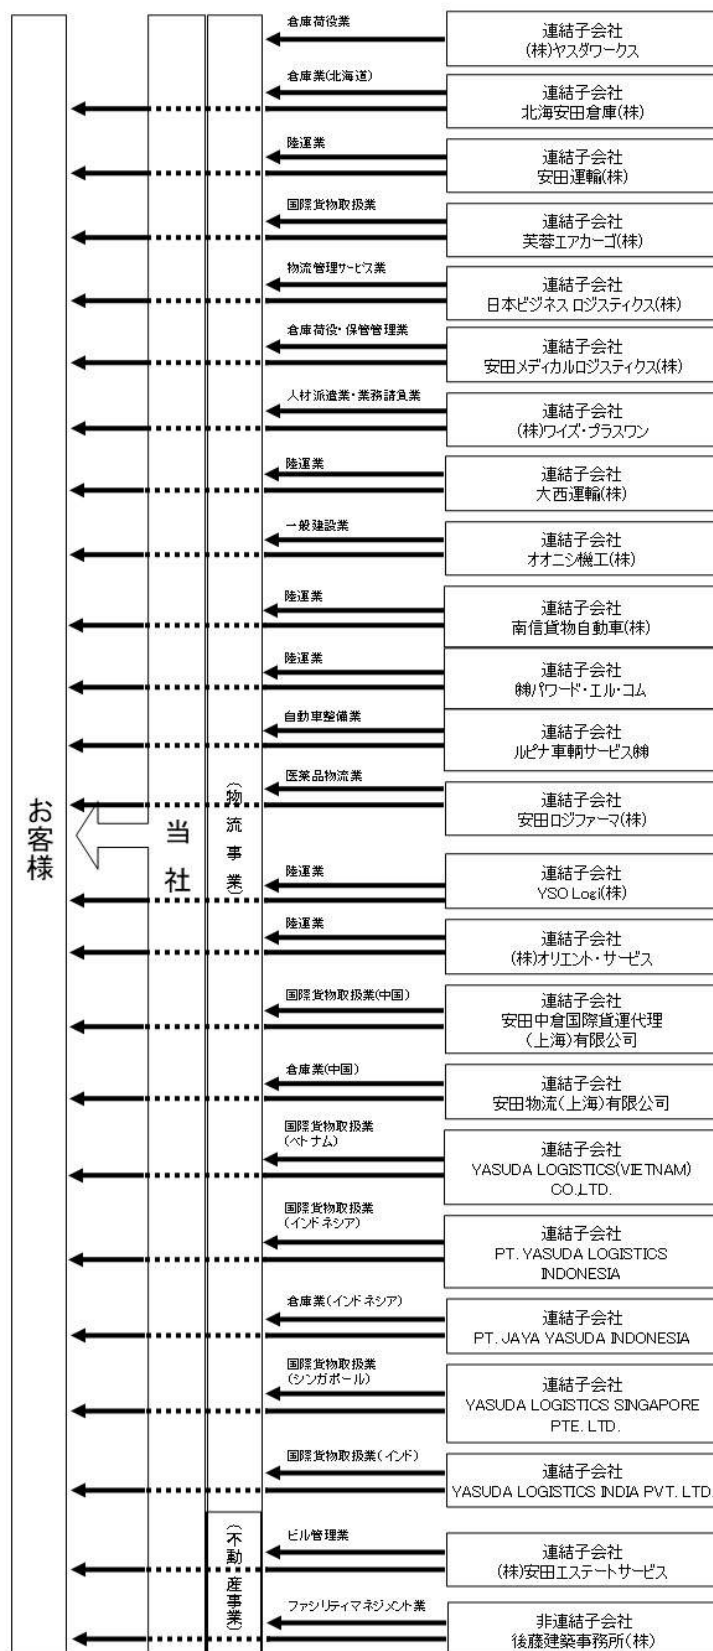 倉庫荷役業
連結子会社
(株)ヤスダワークス
倉庫業(北海道)
連結子会社
北海安田倉庫(株)
陸運業
連結子会社
安田運輸(株)
国際貨物取扱業
連結子会社
芙蓉エアカーゴ(株)
物流管理サービス業
連結子会社
日本ビジネス ロジスティクス(株)
倉庫荷役・保管管理業
連結子会社
安田メディカルロジスティクス(株)
人材派遣業・業務請負業
連結子会社
(株)ワイズ・プラスワン
陸運業
連結子会社
大西運輸(株)
一般建設業
連結子会社
オオニシ機工(株)
陸運業
連結子会社
南信貨物自動車(株)
陸運業
連結子会社
㈱パワード・エル・コム
自動車整備業
連結子会社
ルピナ車輌サービス㈱
医薬品物流業
連結子会社
安田ロジファーマ(株)
お客様
当社
(物流事業)
陸運業
連結子会社
YSO Logi(株)
陸運業
連結子会社
(株)オリエント・サービス
国際貨物取扱業(中国)
連結子会社
安田中倉国際貨運代理
(上海)有限公司
倉庫業(中国)
連結子会社
安田物流(上海)有限公司
国際貨物取扱業
(ベトナム)
連結子会社
YASUDA LOGISTICS(VIETNAM)
CO.,LTD.
国際貨物取扱業
(インドネシア)
連結子会社
PT. YASUDA LOGISTICS
INDONESIA
倉庫業(インドネシア)
連結子会社
PT. JAYA YASUDA INDONESIA
国際貨物取扱業
(シンガポール)
連結子会社
YASUDA LOGISTICS SINGAPORE
PTE. LTD.
国際貨物取扱業(インド)
連結子会社
YASUDA LOGISTICS INDIA PVT. LTD.
(不動産事業)
ビル管理業
連結子会社
(株)安田エステートサービス
ファシリティマネジメント業
非連結子会社
後藤建築事務所(株)